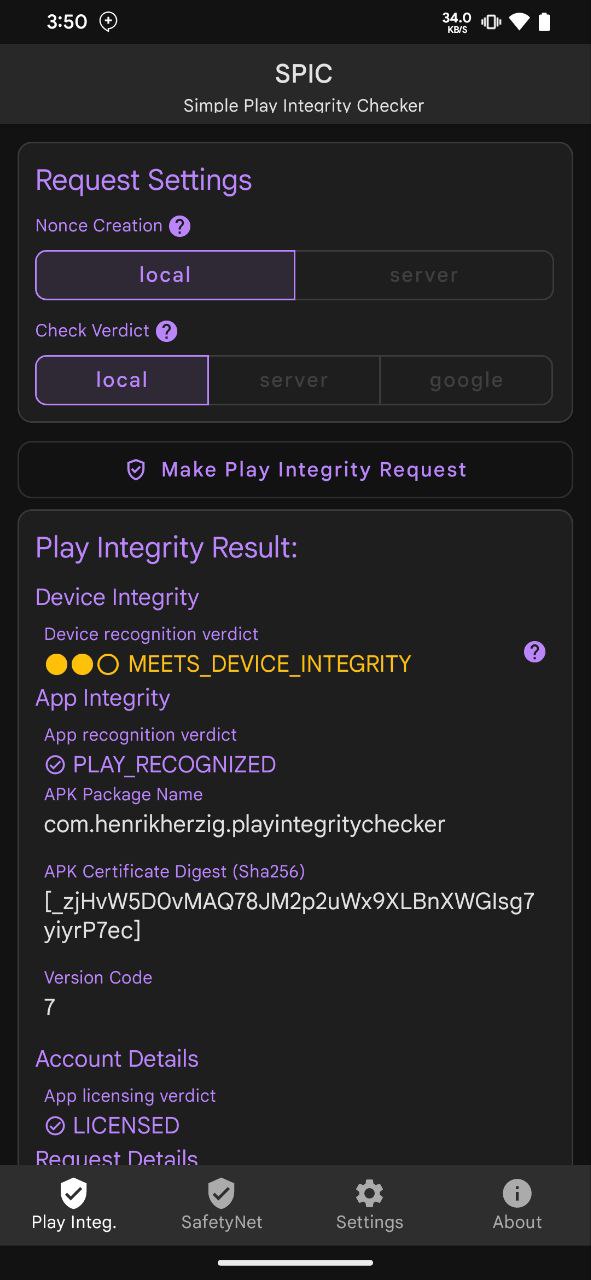 3:50
34.0
KB/S
SPIC
Simple Play Integrity Checker
Request Settings
Nonce Creation ?
local
server
Check Verdict ?
local
server
google
Make Play Integrity Request
Play Integrity Result:
Device Integrity
Device recognition verdict
MEETS_DEVICE_INTEGRITY
?
App Integrity
App recognition verdict
PLAY_RECOGNIZED
APK Package Name
com.henrikherzig.playintegritychecker
APK Certificate Digest (Sha256)
[_zjHvW5D0vMAQ78JM2p2uWx9XLBnXWGIsg7
yiyrP7ec]
Version Code
7
Account Details
App licensing verdict
LICENSED
Request Details
Play Integ.
SafetyNet
Settings
About